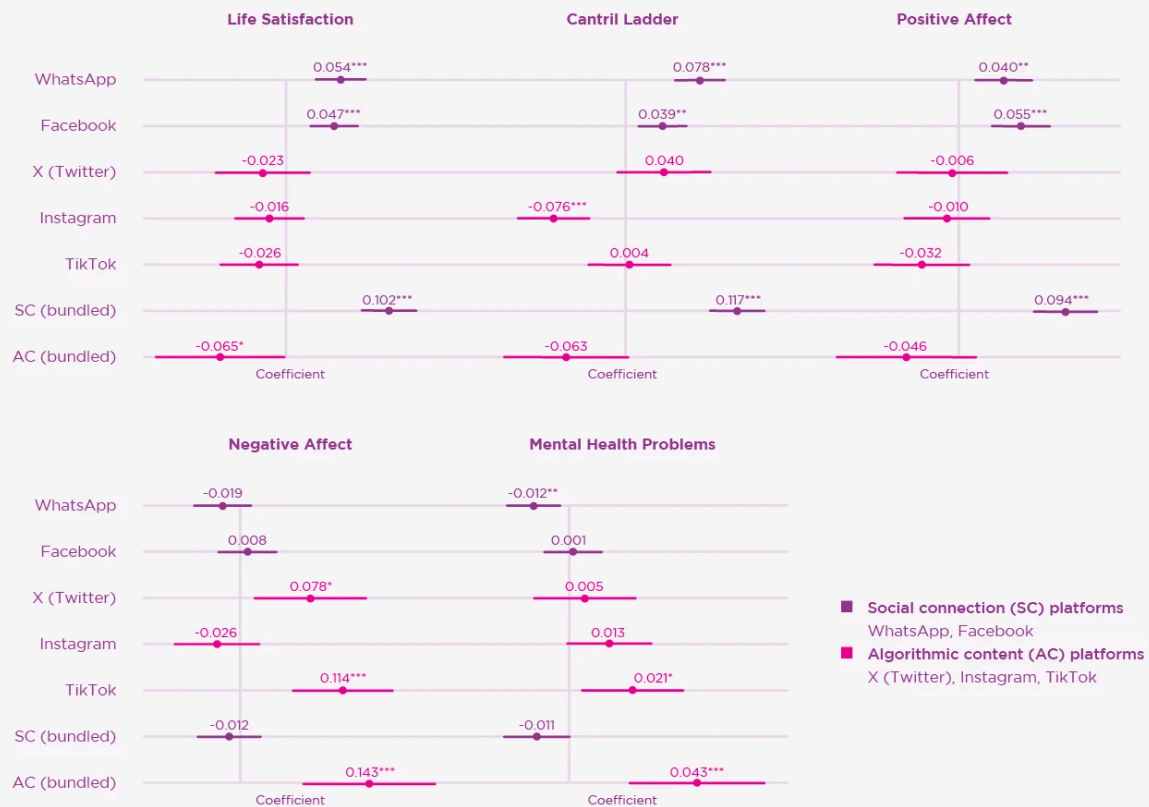 Life Satisfaction Cantril Ladder Positive Affect
WhatsApp 0.054*** 0.078*** 0.040**
Facebook 0.047*** 0.039** 0.055***
X (Twitter) -0.023 0.040 -0.006
Instagram -0.016 -0.076*** -0.010
TikTok -0.026 0.004 -0.032
SC (bundled) 0.102*** 0.117*** 0.094***
AC (bundled) -0.065* -0.063 -0.046
Coefficient Coefficient Coefficient
Negative Affect Mental Health Problems
WhatsApp -0.019 -0.012**
Facebook 0.008 0.001
X (Twitter) 0.078* 0.005
Instagram -0.026 0.013
TikTok 0.114*** 0.021*
SC (bundled) -0.012 -0.011
AC (bundled) 0.143*** 0.043***
Coefficient Coefficient
Social connection (SC) platforms
WhatsApp, Facebook
Algorithmic content (AC) platforms
X (Twitter), Instagram, TikTok